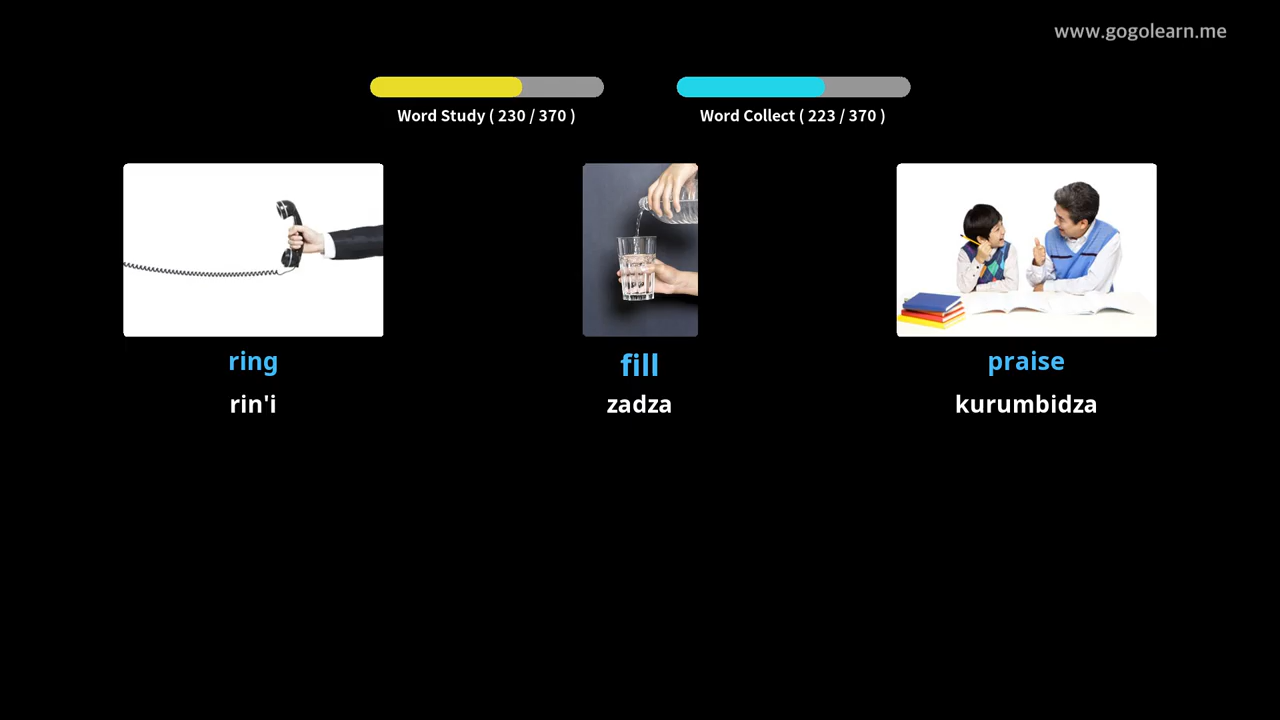 www.gogolearn.me
Word Study ( 230 / 370 )
Word Collect ( 223 / 370 )
ring
fill
praise
rin'i
zadza
kurumbidza